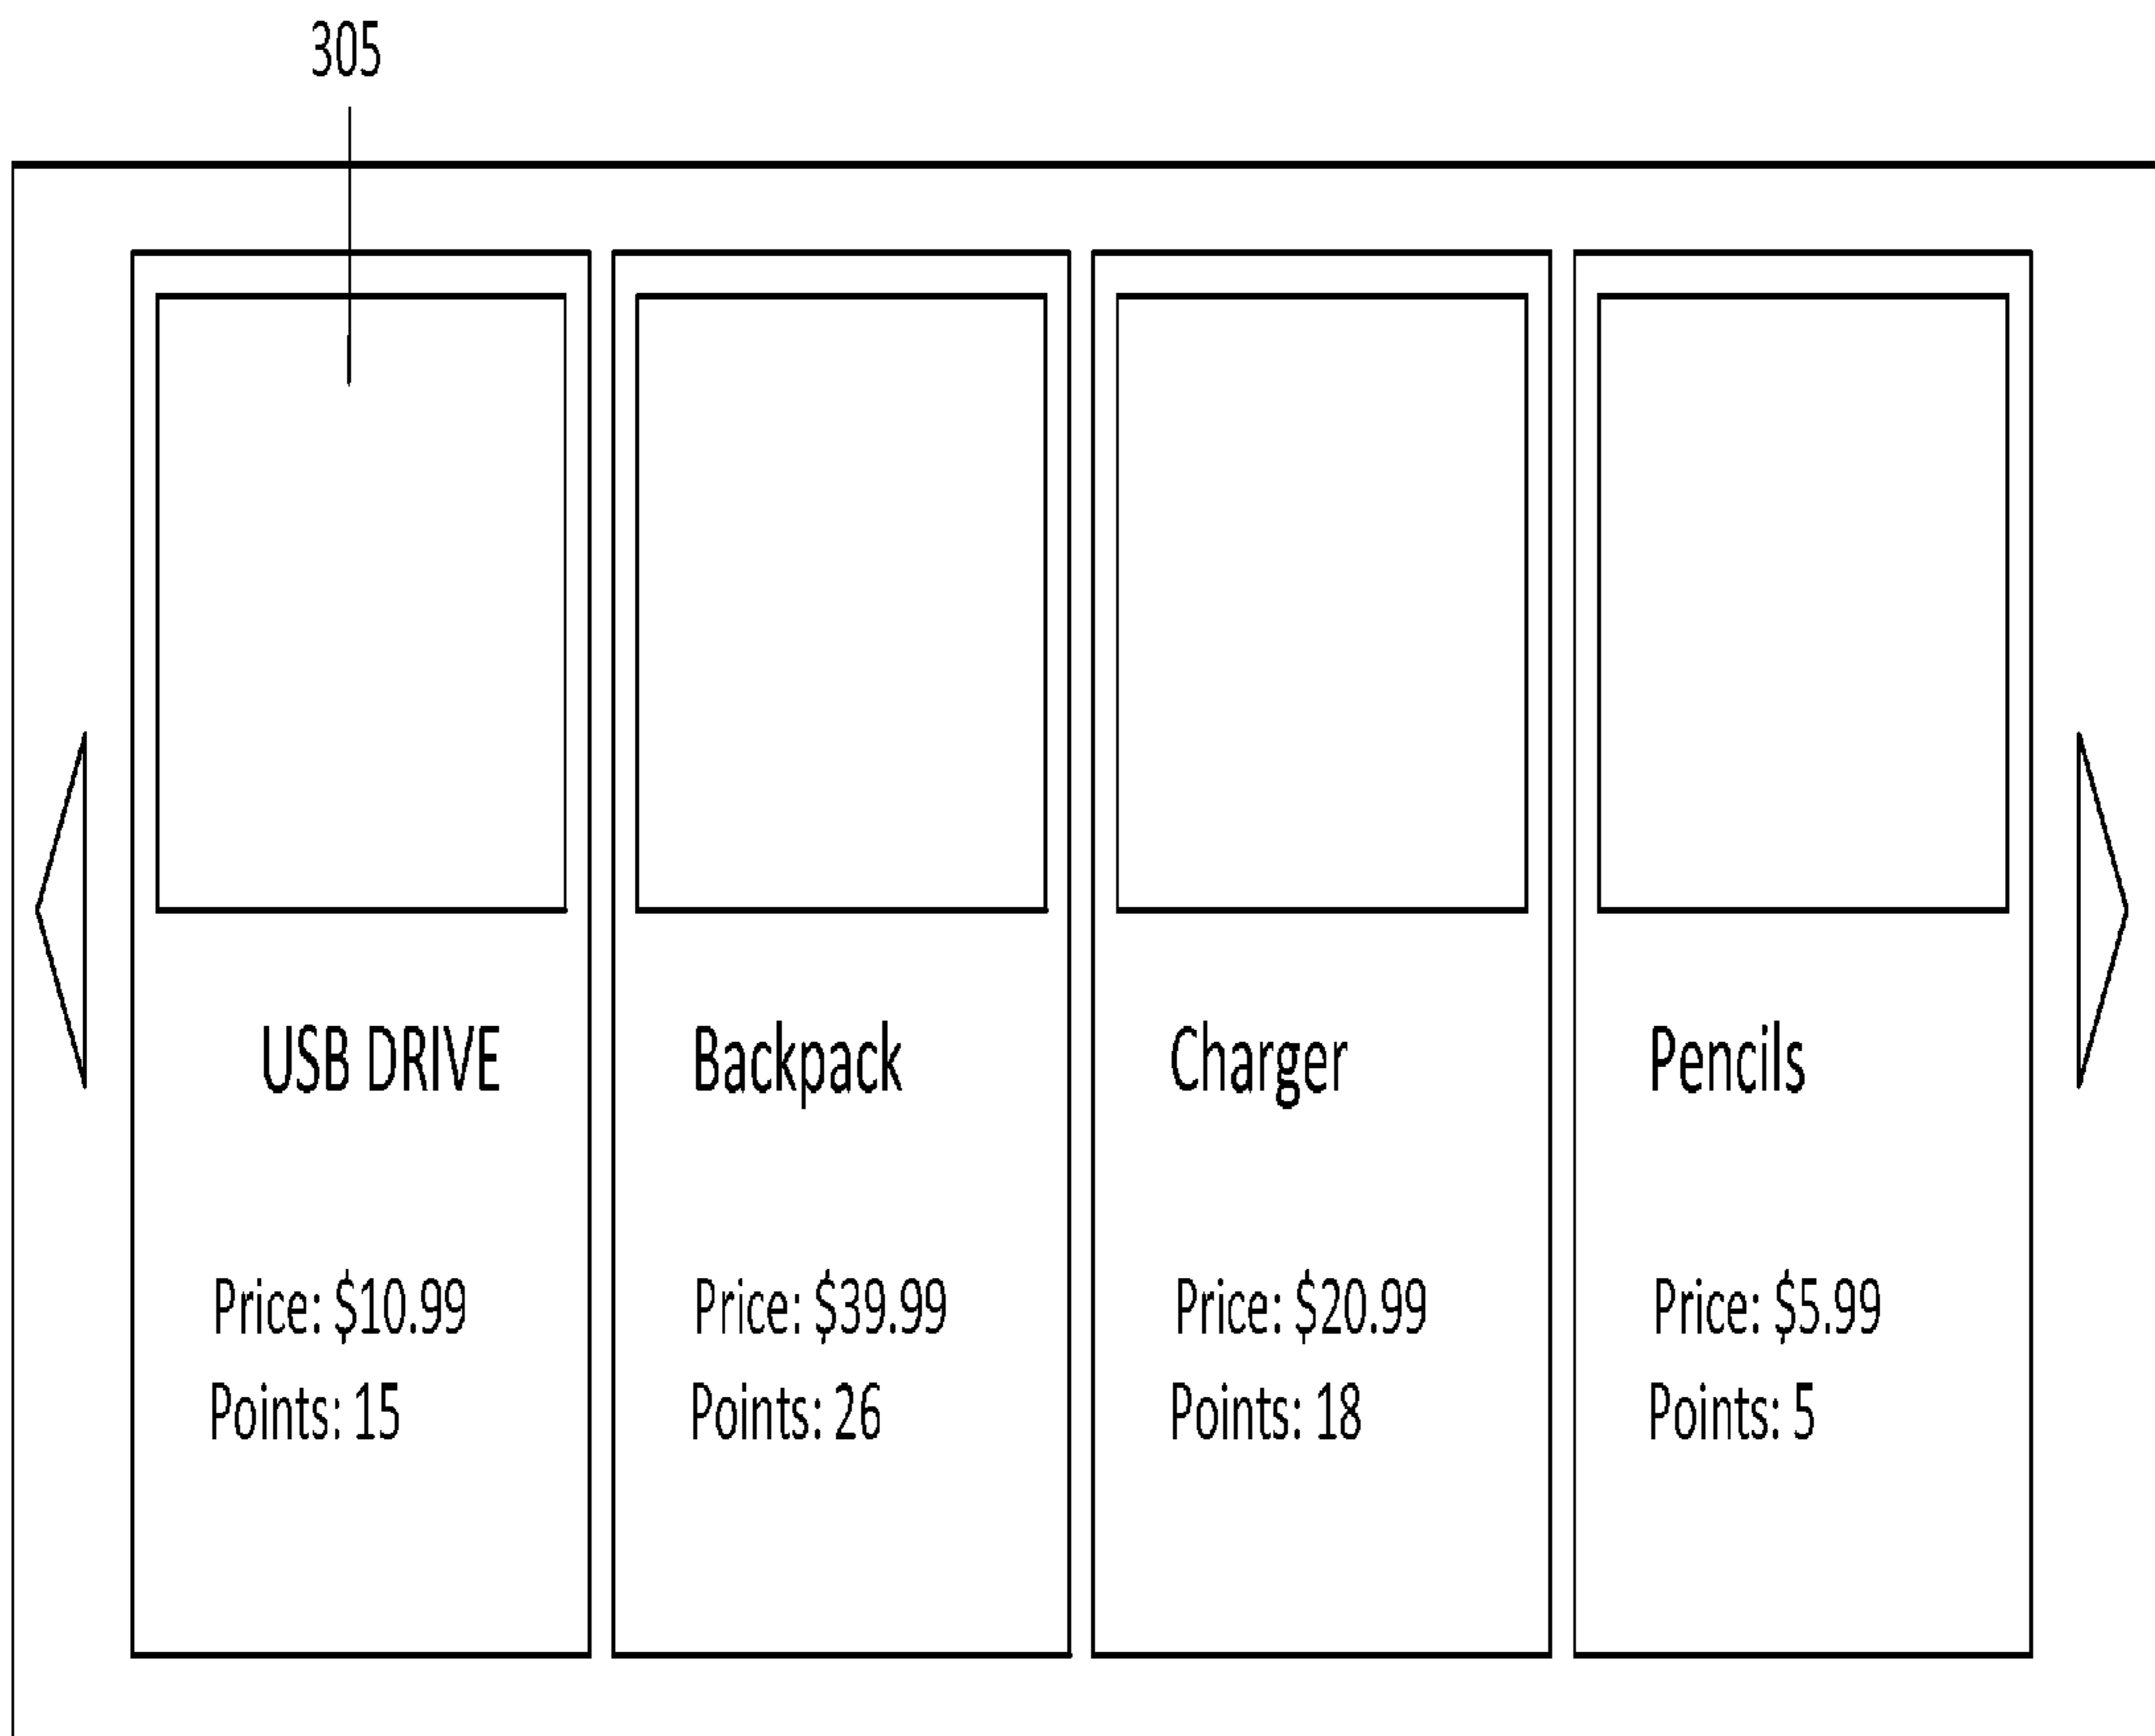 305
USB DRIVE
Price: $10.99
Points: 15
Backpack
Price: $39.99
Points: 26
Charger
Price: $20.99
Points: 18
Pencils
Price: $5.99
Points: 5